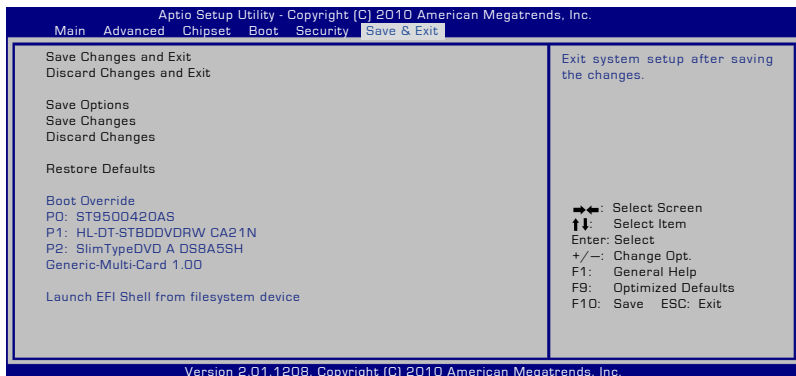 Aptio Setup Utility - Copyright (C) 2010 American Megatrends, Inc.
Main Advanced Chipset Boot Security Save & Exit
Save Changes and Exit
Discard Changes and Exit
Save Options
Save Changes
Discard Changes
Restore Defaults
Boot Override
P0: ST9500420AS
P1: HL-DT-STBDDVDRW CA21N
P2: SlimTypeDVD A DS8A5SH
Generic-Multi-Card 1.00
Launch EFI Shell from filesystem device
Exit system setup after saving
the changes.
→←: Select Screen
↑↓: Select Item
Enter: Select
+/—: Change Opt.
F1: General Help
F9: Optimized Defaults
F10: Save ESC: Exit
Version 2.01.1208. Copyright (C) 2010 American Megatrends, Inc.